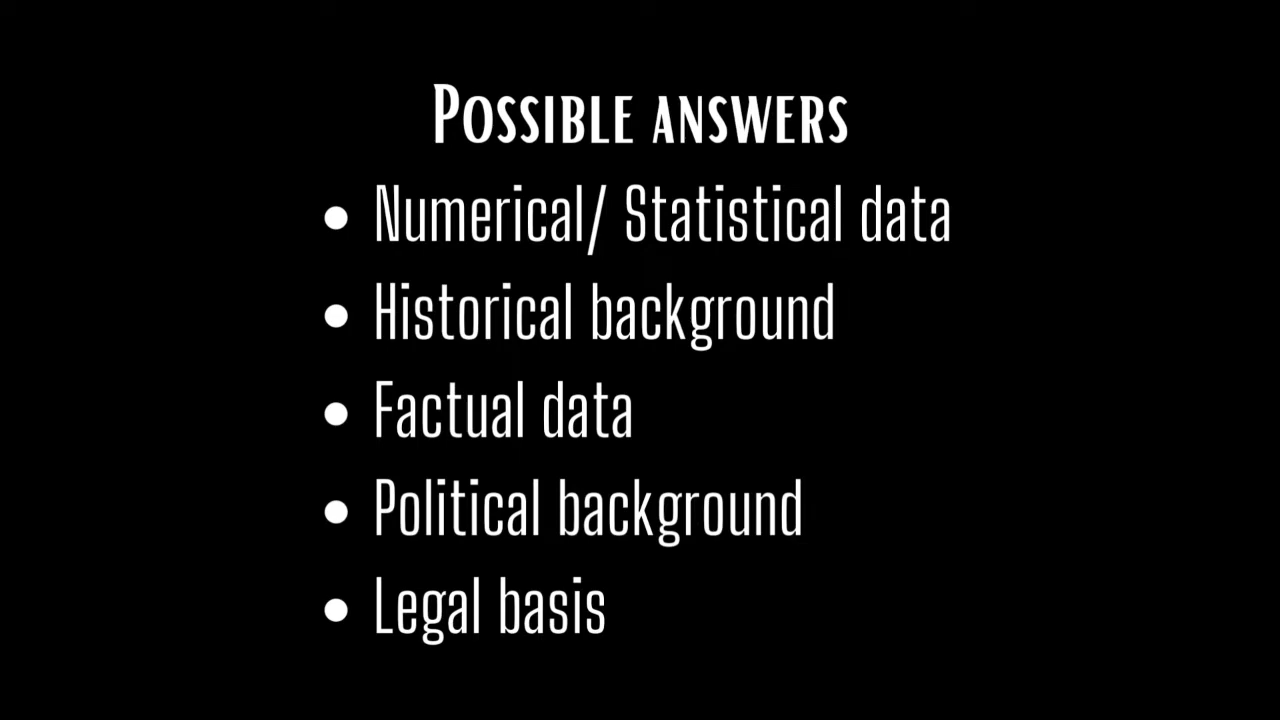 Possible answers
• Numerical/ Statistical data
• Historical background
• Factual data
• Political background
• Legal basis